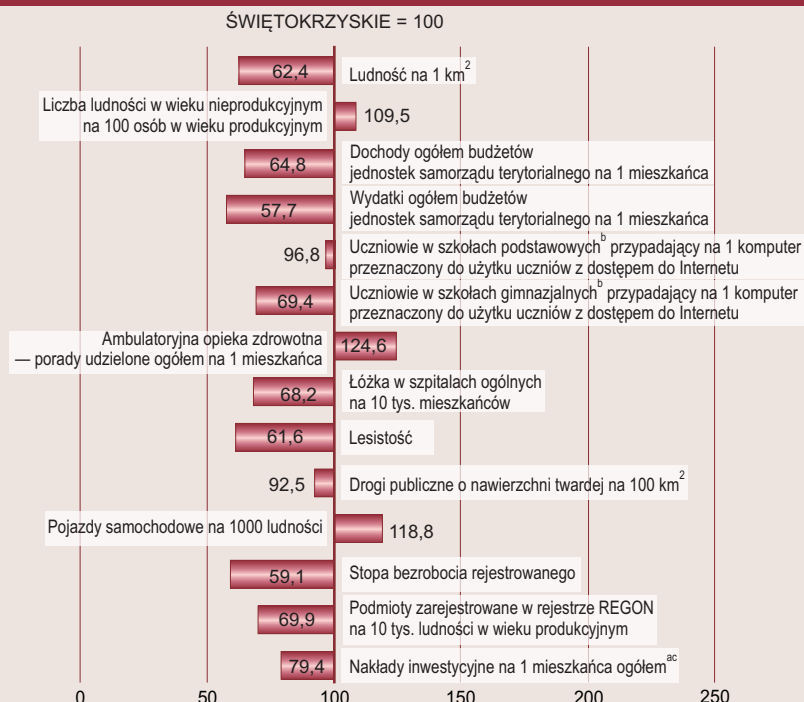 ŚWIĘTOKRZYSKIE = 100
62,4
Ludność na 1 km²
Liczba ludności w wieku nieprodukcyjnym
na 100 osób w wieku produkcyjnym
109,5
64,8
Dochody ogółem budżetów
jednostek samorządu terytorialnego na 1 mieszkańca
57,7
Wydatki ogółem budżetów
jednostek samorządu terytorialnego na 1 mieszkańca
96,8
Uczniowie w szkołach podstawowychᵇ przypadający na 1 komputer
przeznaczony do użytku uczniów z dostępem do Internetu
69,4
Uczniowie w szkołach gimnazjalnychᵇ przypadający na 1 komputer
przeznaczony do użytku uczniów z dostępem do Internetu
Ambulatoryjna opieka zdrowotna
— porady udzielone ogółem na 1 mieszkańca
124,6
68,2
Łóżka w szpitalach ogólnych
na 10 tys. mieszkańców
61,6
Lesistość
92,5
Drogi publiczne o nawierzchni twardej na 100 km²
Pojazdy samochodowe na 1000 ludności
118,8
59,1
Stopa bezrobocia rejestrowanego
69,9
Podmioty zarejestrowane w rejestrze REGON
na 10 tys. ludności w wieku produkcyjnym
79,4
Nakłady inwestycyjne na 1 mieszkańca ogółemᵃᶜ
0 50 100 150 200 250